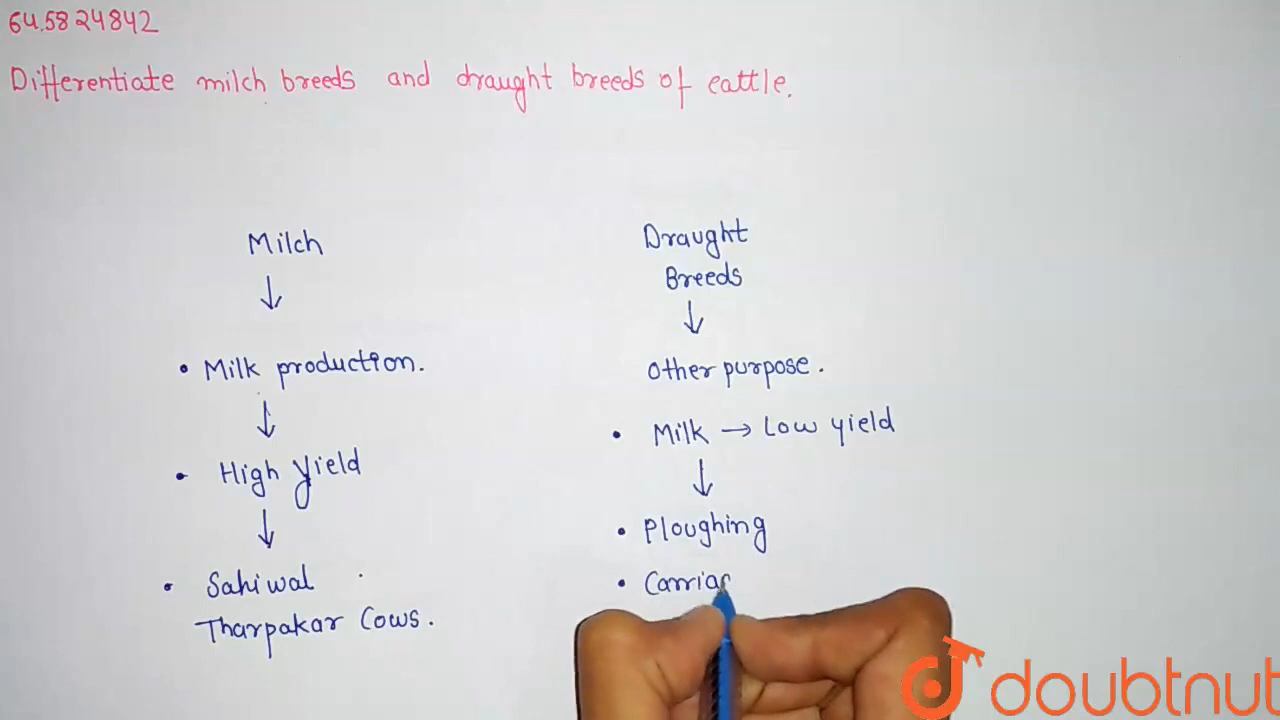 645824842
Differentiate milch breeds and draught breeds of cattle.
Milch
• Milk production.
• High Yield
• Sahiwal
Tharpakar Cows.
Draught
Breeds
Other purpose.
• Milk → Low yield
• Ploughing
• Carriag
doubtnut